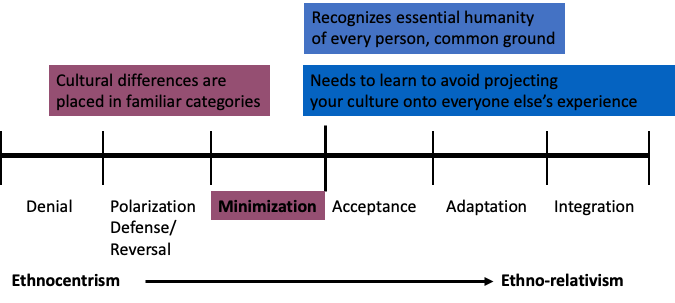 Recognizes essential humanity
of every person, common ground
Cultural differences are
placed in familiar categories
Needs to learn to avoid projecting
your culture onto everyone else's experience
Denial
Polarization
Defense/
Reversal
Minimization
Acceptance
Adaptation
Integration
Ethnocentrism
Ethno-relativism